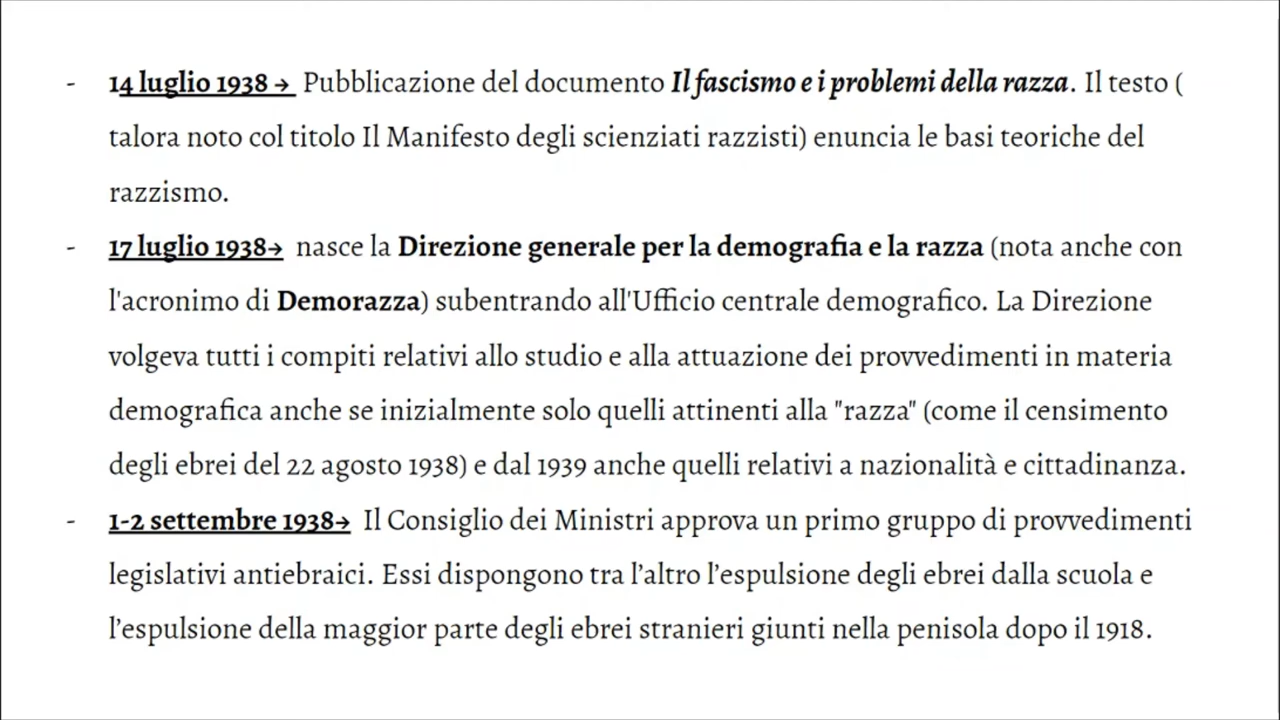 - 14 luglio 1938 → Pubblicazione del documento Il fascismo e i problemi della razza. Il testo (
talora noto col titolo Il Manifesto degli scienziati razzisti) enuncia le basi teoriche del
razzismo.
- 17 luglio 1938→ nasce la Direzione generale per la demografia e la razza (nota anche con
l'acronimo di Demorazza) subentrando all'Ufficio centrale demografico. La Direzione
volgeva tutti i compiti relativi allo studio e alla attuazione dei provvedimenti in materia
demografica anche se inizialmente solo quelli attinenti alla "razza" (come il censimento
degli ebrei del 22 agosto 1938) e dal 1939 anche quelli relativi a nazionalità e cittadinanza.
- 1-2 settembre 1938→ Il Consiglio dei Ministri approva un primo gruppo di provvedimenti
legislativi antiebraici. Essi dispongono tra l’altro l’espulsione degli ebrei dalla scuola e
l’espulsione della maggior parte degli ebrei stranieri giunti nella penisola dopo il 1918.